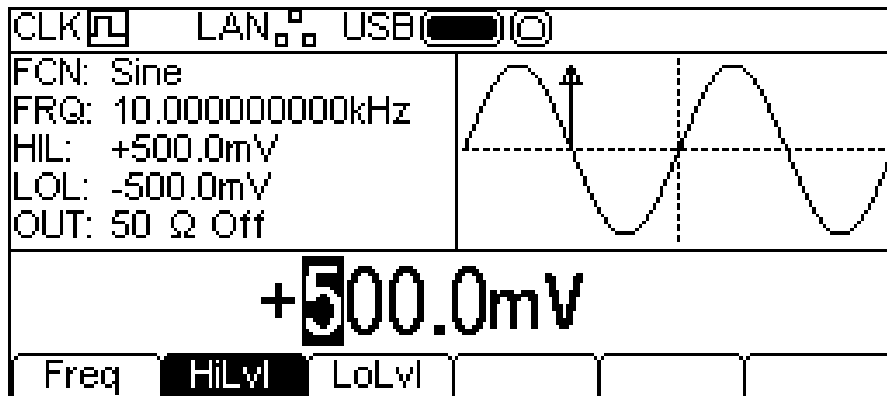 CLK LAN USB
FCN: Sine
FRQ: 10.000000000kHz
HIL: +500.0mV
LOL: -500.0mV
OUT: 50 Ω Off
+500.0mV
Freq HiLvl LoLvl